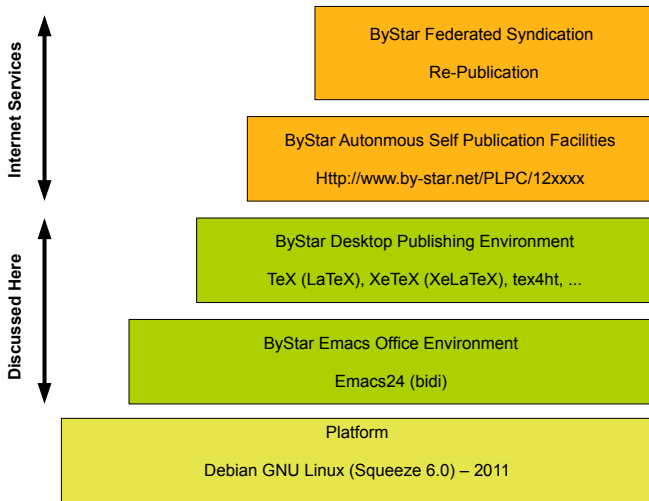 ByStar Federated Syndication
Re-Publication
Internet Services
ByStar Autonmous Self Publication Facilities
Http://www.by-star.net/PLPC/12xxxx
ByStar Desktop Publishing Environment
TeX (LaTeX), XeTeX (XeLaTeX), tex4ht, ...
Discussed Here
ByStar Emacs Office Environment
Emacs24 (bidi)
Platform
Debian GNU Linux (Squeeze 6.0) – 2011